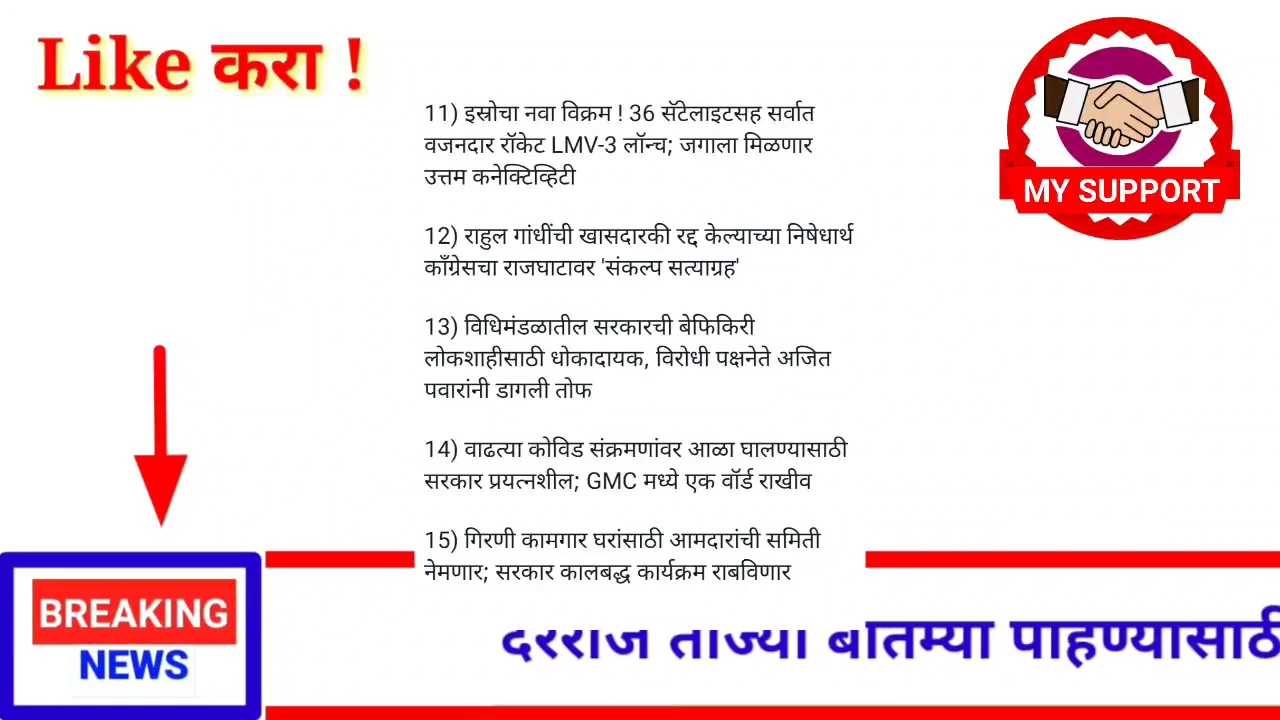 Like करा !
11) इस्रोचा नवा विक्रम ! 36 सॅटेलाइटसह सर्वात
वजनदार रॉकेट LMV-3 लॉन्च; जगाला मिळणार
उत्तम कनेक्टिव्हिटी
12) राहुल गांधींची खासदारकी रद्द केल्याच्या निषेधार्थ
काँग्रेसचा राजघाटावर 'संकल्प सत्याग्रह'
13) विधिमंडळातील सरकारची बेफिकिरी
लोकशाहीसाठी धोकादायक, विरोधी पक्षनेते अजित
पवारांनी डागली तोफ
14) वाढत्या कोविड संक्रमणांवर आळा घालण्यासाठी
सरकार प्रयत्नशील; GMC मध्ये एक वॉर्ड राखीव
15) गिरणी कामगार घरांसाठी आमदारांची समिती
नेमणार; सरकार कालबद्ध कार्यक्रम राबविणार
MY SUPPORT
BREAKING
NEWS
दररोज ताज्या बातम्या पाहण्यासाठी